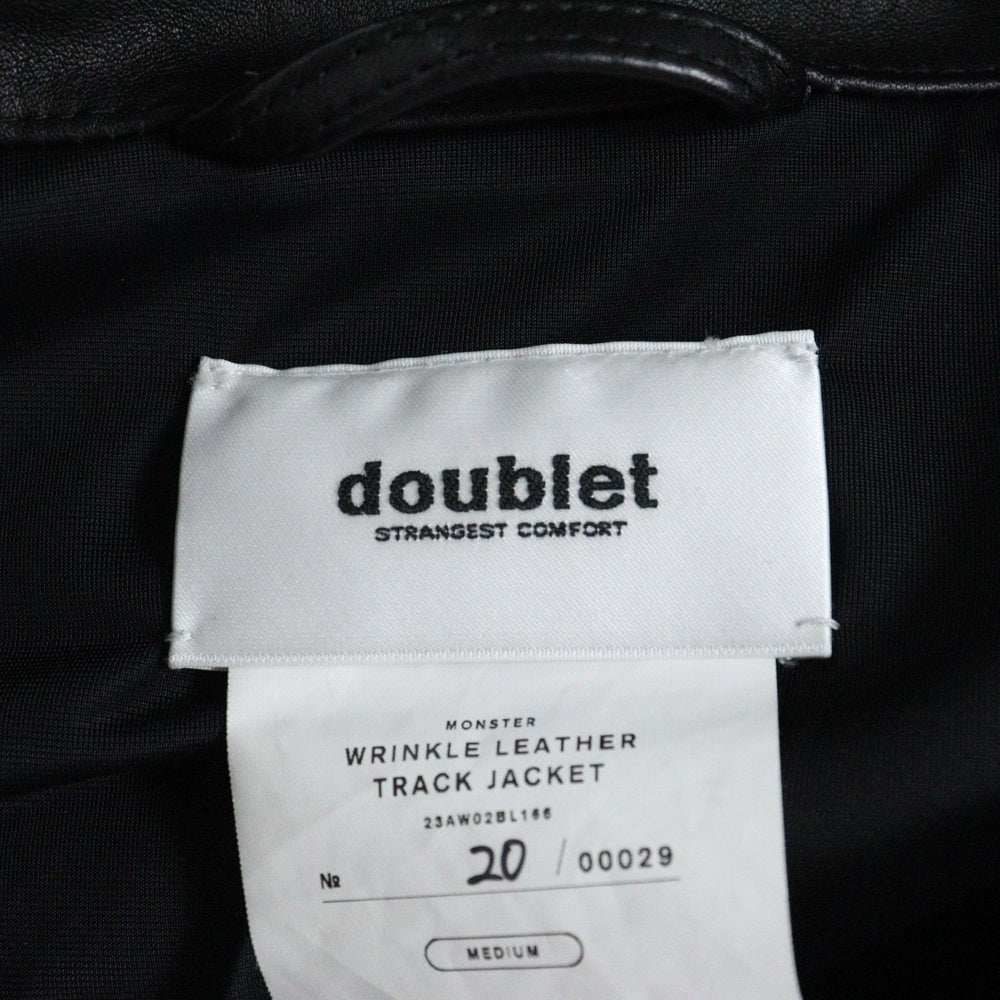 doublet
STRANGEST COMFORT
MONSTER
WRINKLE LEATHER
TRACK JACKET
23AW02BL166
№ 20 / 00029
MEDIUM